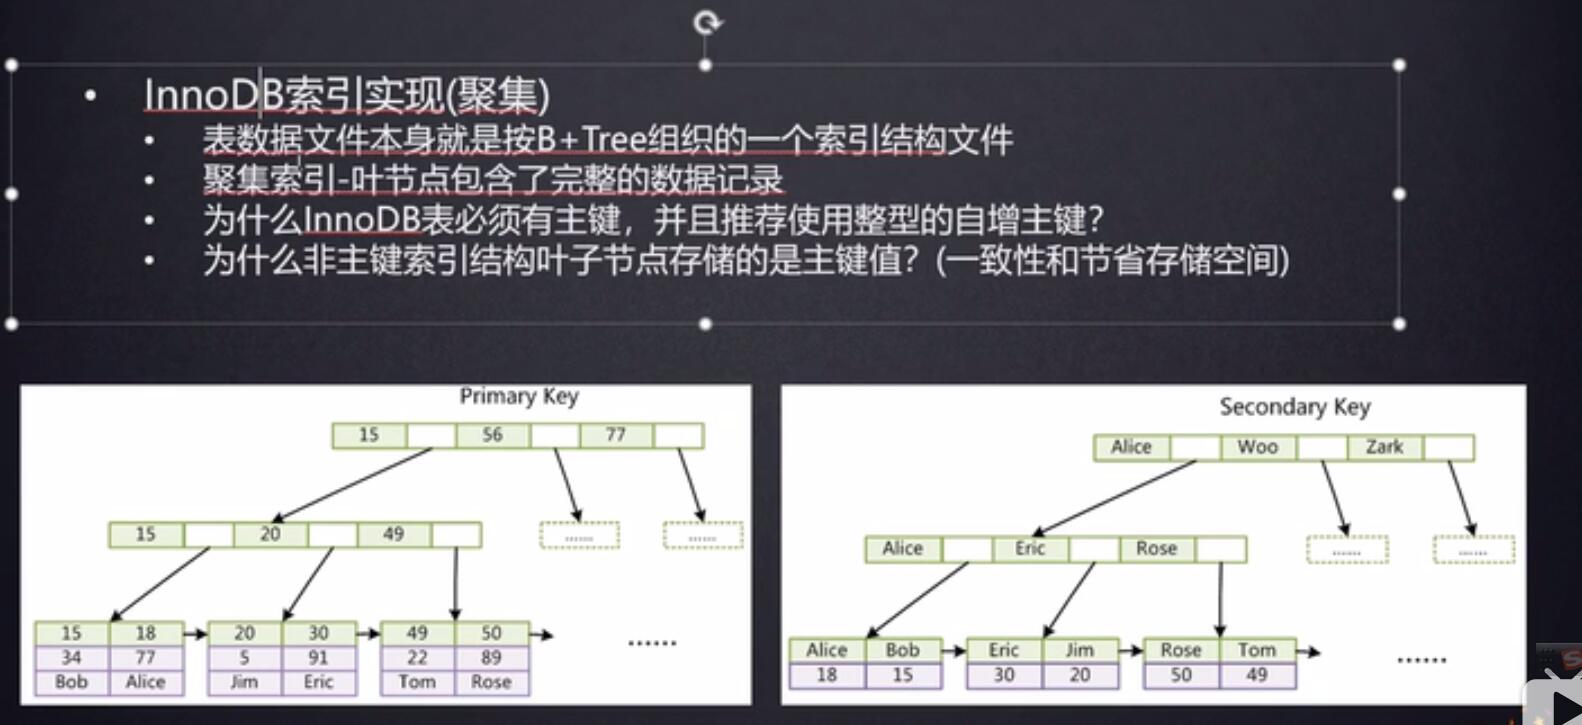 InnoDB索引实现(聚集)
表数据文件本身就是按B+Tree组织的一个索引结构文件
聚集索引-叶节点包含了完整的数据记录
为什么InnoDB表必须有主键，并且推荐使用整型的自增主键？
为什么非主键索引结构叶子节点存储的是主键值？(一致性和节省存储空间)
Primary Key
15 56 77
15 20 49
...... ......
15 18 20 30 49 50
34 77 5 91 22 89
Bob Alice Jim Eric Tom Rose
......
Secondary Key
Alice Woo Zark
Alice Eric Rose
...... ......
Alice Bob Eric Jim Rose Tom
18 15 30 20 50 49
......